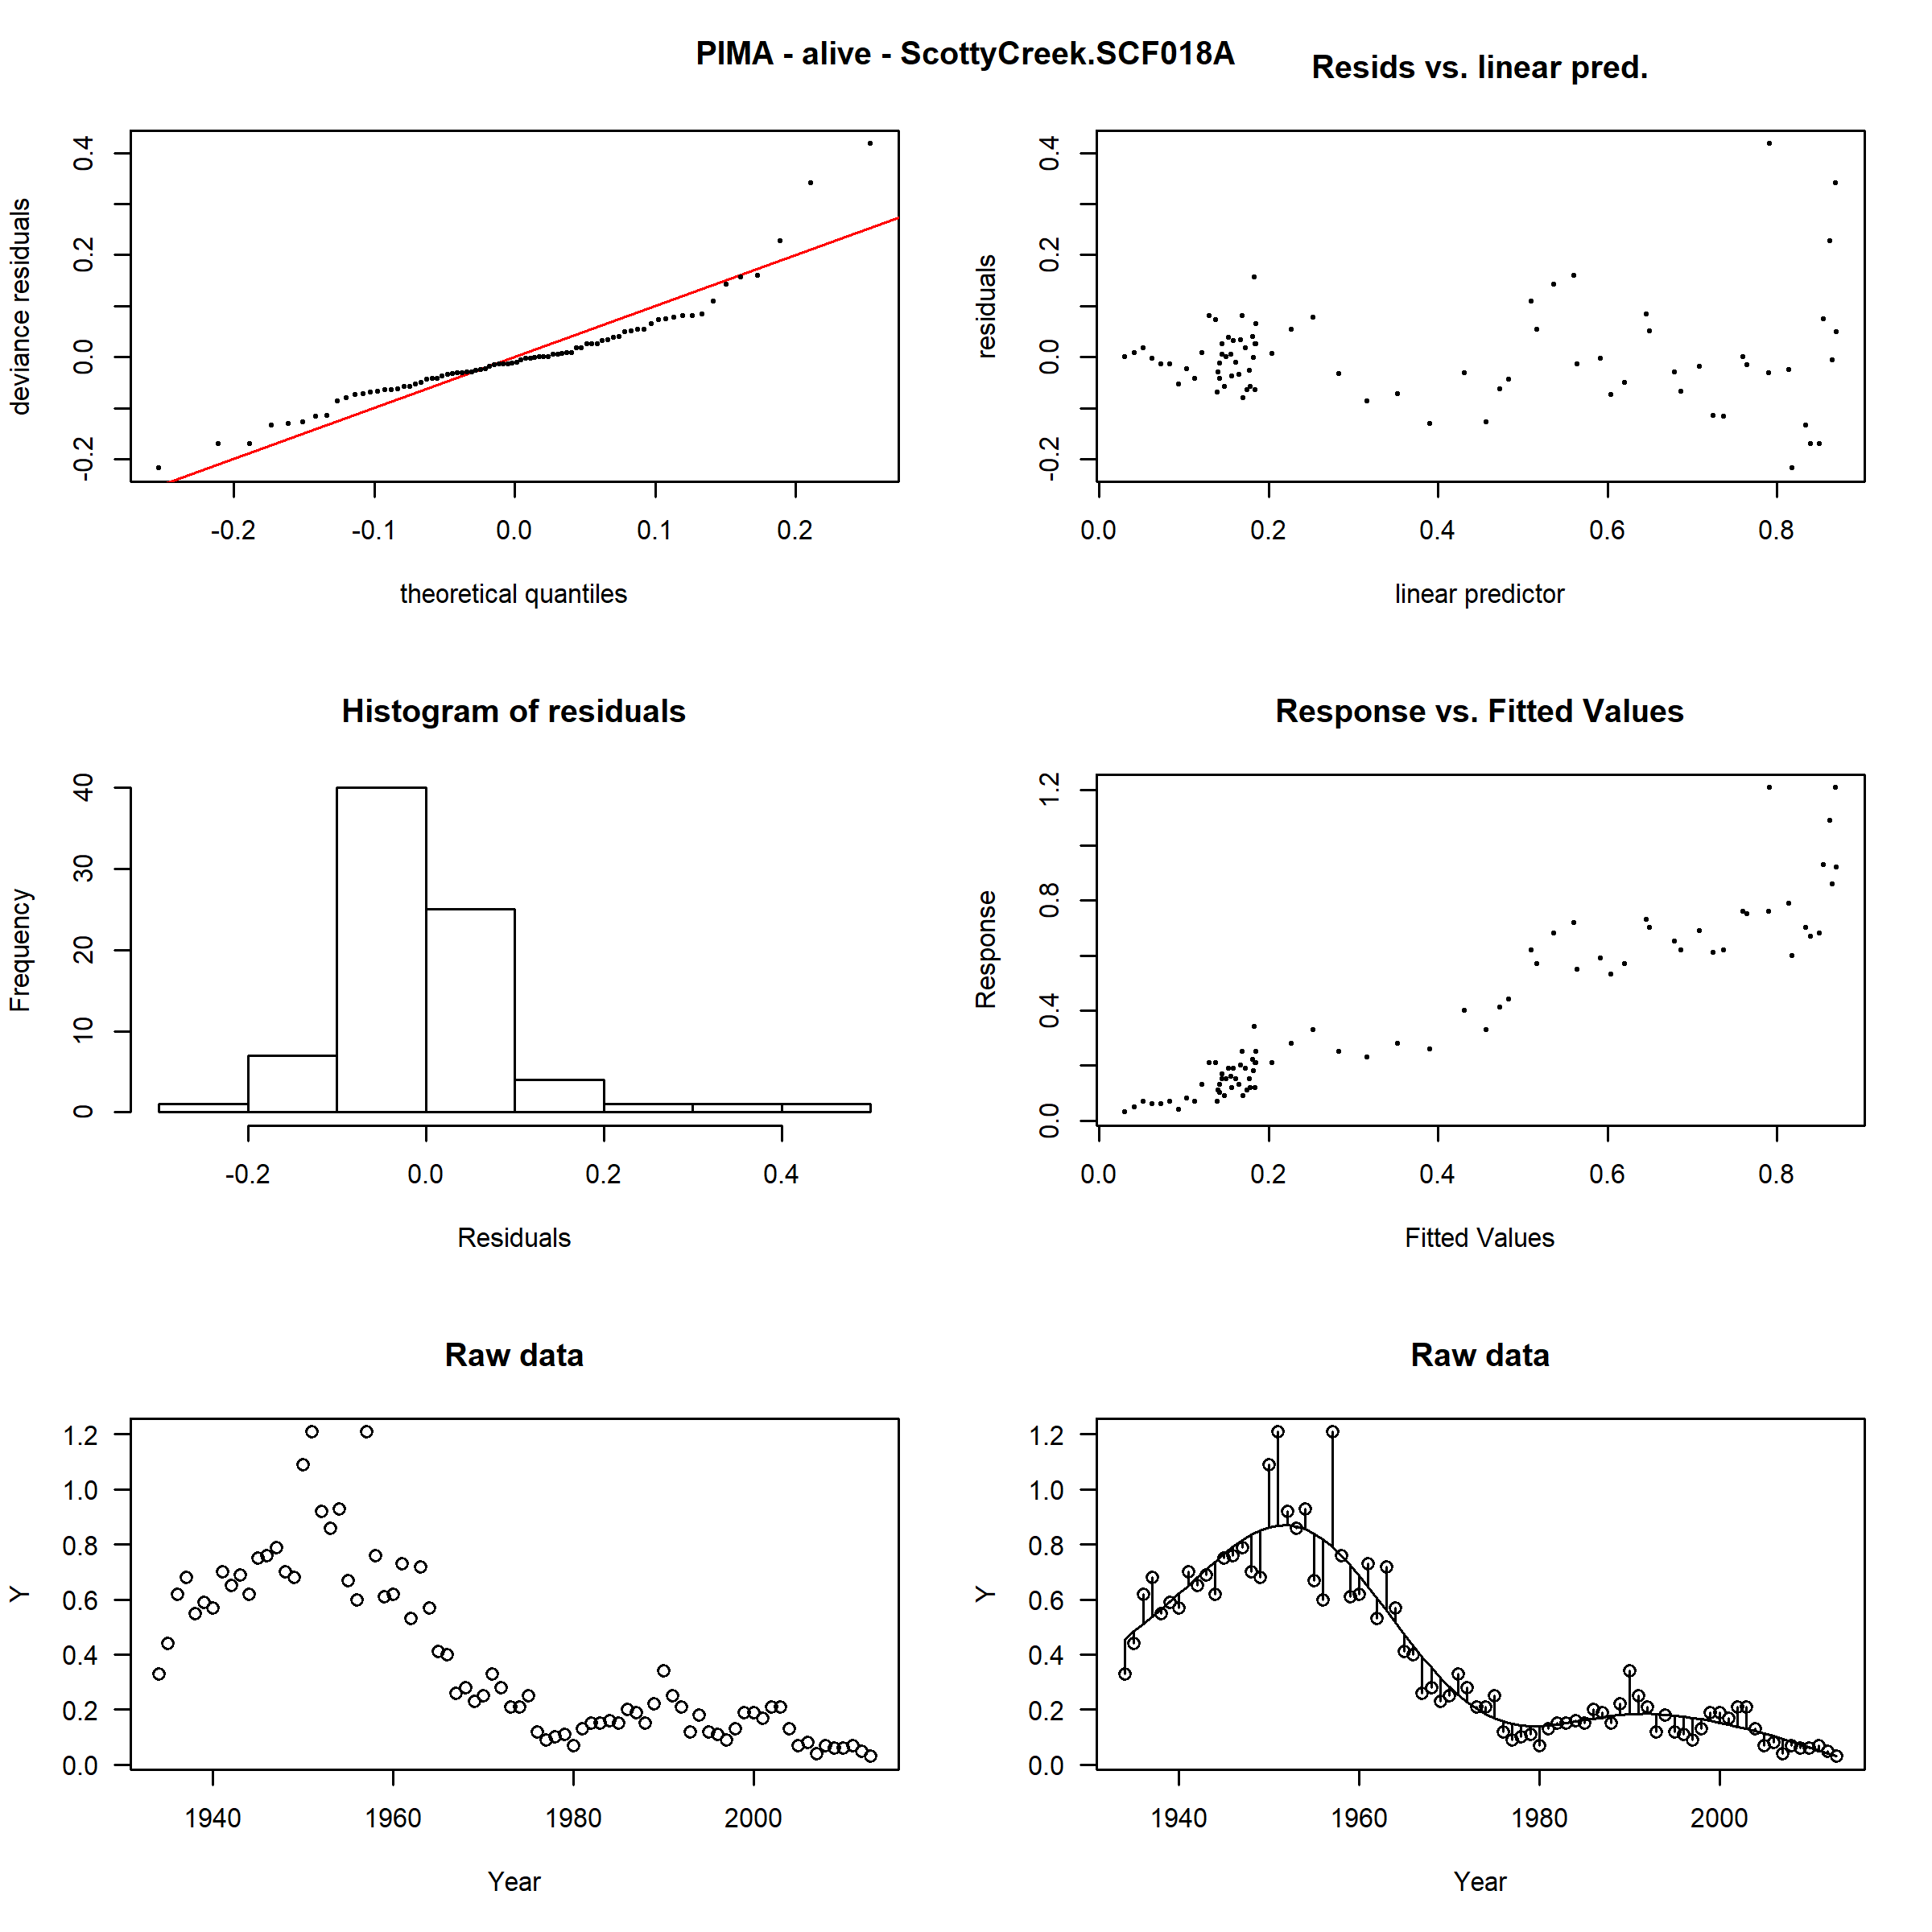 PIMA - alive - ScottyCreek.SCF018A
Resids vs. linear pred.
deviance residuals
-0.2 0.0 0.2 0.4
-0.2 -0.1 0.0 0.1 0.2
theoretical quantiles
residuals
-0.2 0.0 0.2 0.4
0.0 0.2 0.4 0.6 0.8
linear predictor
Histogram of residuals
Frequency
0 10 20 30 40
-0.2 0.0 0.2 0.4
Residuals
Response vs. Fitted Values
Response
0.0 0.4 0.8 1.2
0.0 0.2 0.4 0.6 0.8
Fitted Values
Raw data
Y
1.2
1.0
0.8
0.6
0.4
0.2
0.0
1940 1960 1980 2000
Year
Raw data
Y
1.2
1.0
0.8
0.6
0.4
0.2
0.0
1940 1960 1980 2000
Year